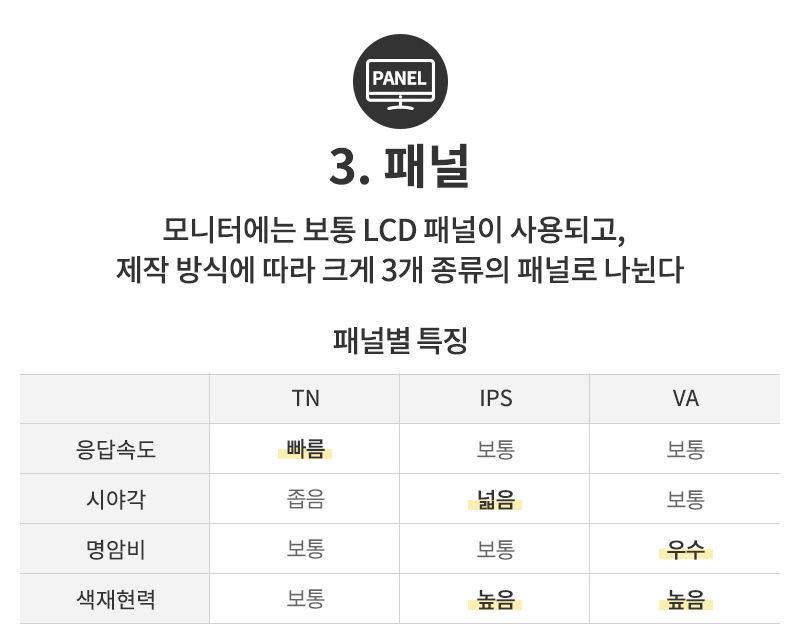 PANEL
3. 패널
모니터에는 보통 LCD 패널이 사용되고,
제작 방식에 따라 크게 3개 종류의 패널로 나뉜다
패널별 특징
TN IPS VA
응답속도 빠름 보통 보통
시야각 좁음 넓음 보통
명암비 보통 보통 우수
색재현력 보통 높음 높음